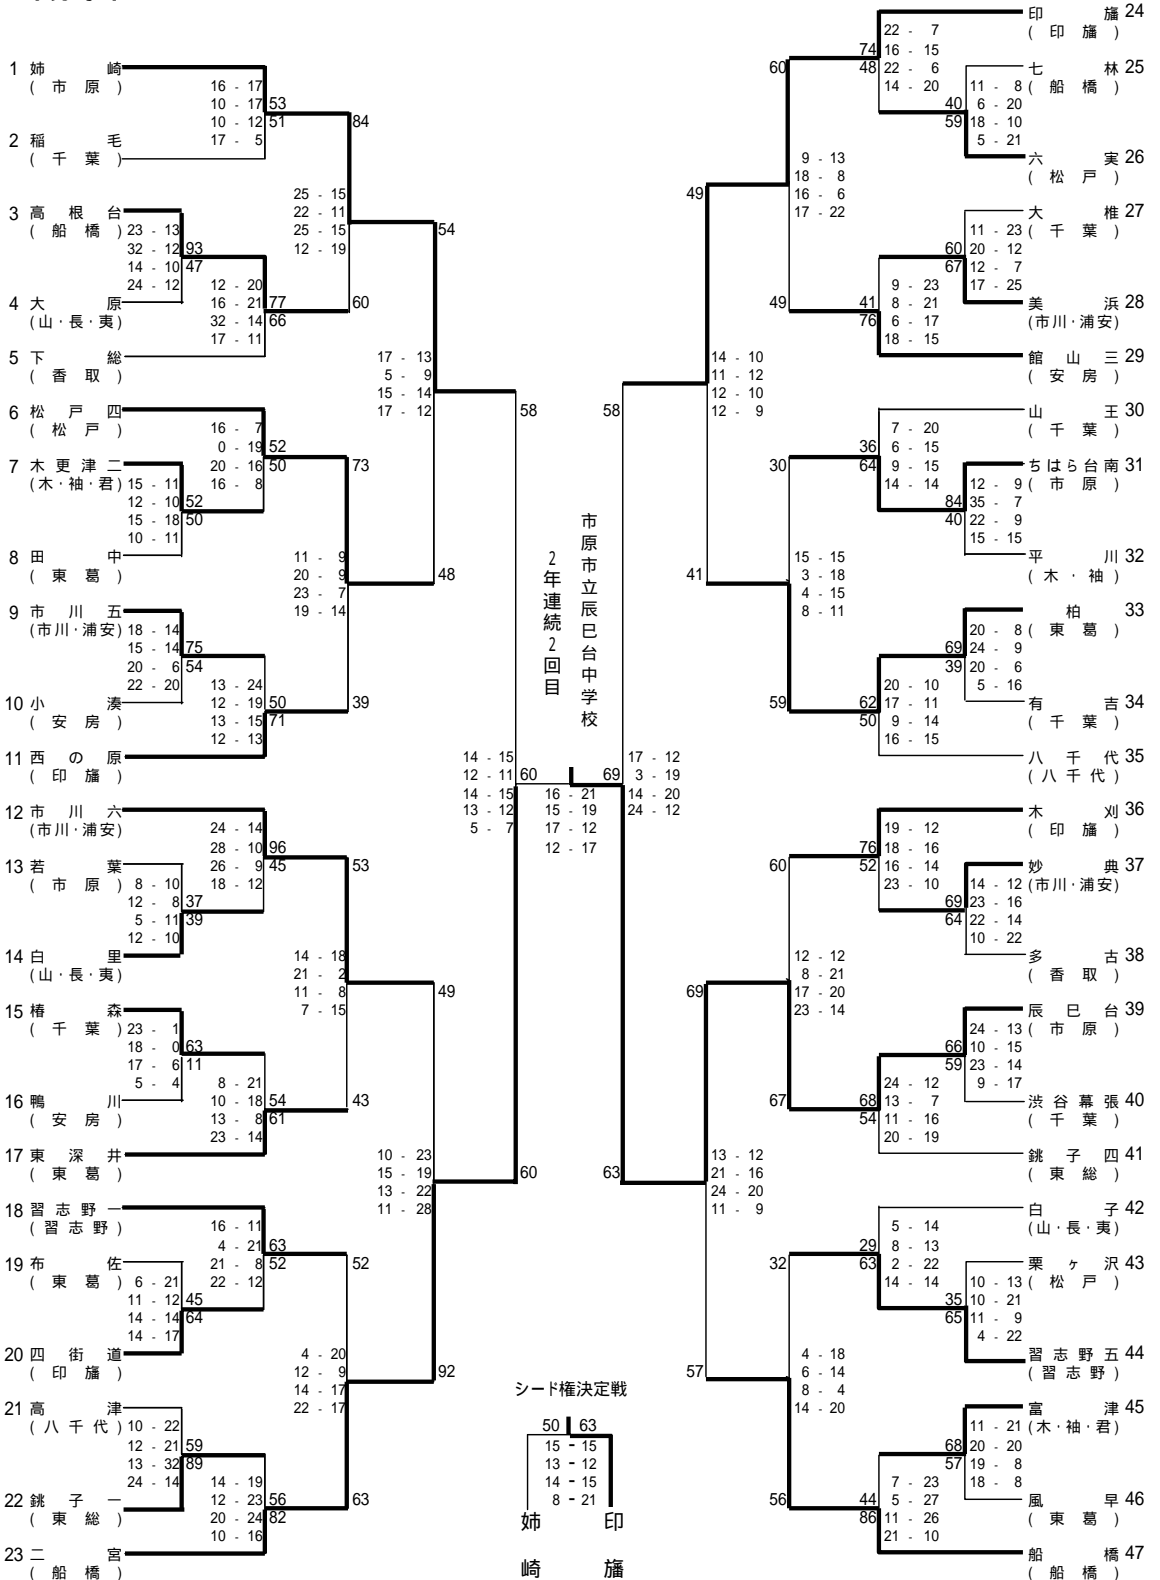 1 姉崎
(市原)
16 - 17
10 - 17 53
10 - 12 51
17 - 5
2 稲毛
(千葉)
84
25 - 15
22 - 11
25 - 15
12 - 19
3 高根台
(船橋)
23 - 13
32 - 12 93
14 - 10 47
24 - 12
4 大原
(山・長・夷)
12 - 20
16 - 21 77
32 - 14 66
17 - 11
60
5 下総
(香取)
54
17 - 13
5 - 9
15 - 14
17 - 12
58
6 松戸四
(松戸)
16 - 7
0 - 19 52
20 - 16 50
16 - 8
7 木更津二
(木・袖・君)
15 - 11
12 - 10 52
15 - 18 50
10 - 11
8 田中
(東葛)
73
11 - 9
20 - 9
23 - 7
19 - 14
48
9 市川五
(市川・浦安)
18 - 14
15 - 14 75
20 - 6 54
22 - 20
10 小湊
(安房)
13 - 24
12 - 19 50
13 - 15 71
12 - 13
39
11 西の原
(印旛)
14 - 15
12 - 11 60
14 - 15
13 - 12
5 - 7
12 市川六
(市川・浦安)
24 - 14
28 - 10 96
26 - 9 45
18 - 12
13 若葉
(市原)
8 - 10
12 - 8 37
5 - 11 39
12 - 10
14 白里
(山・長・夷)
53
14 - 18
21 - 2
11 - 8
7 - 15
49
15 椿森
(千葉)
23 - 1
18 - 0 63
17 - 6 11
5 - 4
16 鴨川
(安房)
8 - 21
10 - 18 54
13 - 8 61
23 - 14
43
17 東深井
(東葛)
10 - 23
15 - 19
13 - 22
11 - 28
60
18 習志野一
(習志野)
16 - 11
4 - 21 63
21 - 8 52
22 - 12
19 布佐
(東葛)
6 - 21
11 - 12 45
14 - 14 64
14 - 17
20 四街道
(印旛)
52
4 - 20
12 - 9
14 - 17
22 - 17
92
21 高津
(八千代)
10 - 22
12 - 21 59
13 - 32 89
24 - 14
22 銚子一
(東総)
14 - 19
12 - 23 56
20 - 24 82
10 - 16
63
23 二宮
(船橋)
市原市立辰巳台中学校
2年連続2回目
69
16 - 21
15 - 19
17 - 12
12 - 17
シード権決定戦
50 63
15 - 15
13 - 12
14 - 15
8 - 21
姉崎 印旛
印旛 24
(印旛)
22 - 7
74 16 - 15
48 22 - 6
14 - 20
七林 25
(船橋)
11 - 8
40 6 - 20
59 18 - 10
5 - 21
六実 26
(松戸)
60
9 - 13
18 - 8
16 - 6
17 - 22
49
大椎 27
(千葉)
11 - 23
60 20 - 12
67 12 - 7
17 - 25
美浜 28
(市川・浦安)
9 - 23
41 8 - 21
76 6 - 17
18 - 15
49
館山三 29
(安房)
14 - 10
11 - 12
12 - 10
12 - 9
58
山王 30
(千葉)
7 - 20
36 6 - 15
64 9 - 15
14 - 14
ちはら台南 31
(市原)
12 - 9
84 35 - 7
40 22 - 9
15 - 15
平川 32
(木・袖)
30
15 - 15
3 - 18
4 - 15
8 - 11
41
柏 33
(東葛)
20 - 8
69 24 - 9
39 20 - 6
5 - 16
有吉 34
(千葉)
20 - 10
62 17 - 11
50 9 - 14
16 - 15
59
八千代 35
(八千代)
17 - 12
3 - 19
14 - 20
24 - 12
木刈 36
(印旛)
19 - 12
76 18 - 16
52 16 - 14
23 - 10
妙典 37
(市川・浦安)
14 - 12
69 23 - 16
64 22 - 14
10 - 22
多古 38
(香取)
60
12 - 12
8 - 21
17 - 20
23 - 14
69
辰巳台 39
(市原)
24 - 13
66 10 - 15
59 23 - 14
9 - 17
渋谷幕張 40
(千葉)
24 - 12
68 13 - 7
54 11 - 16
20 - 19
67
銚子四 41
(東総)
13 - 12
21 - 16
24 - 20
11 - 9
63
白子 42
(山・長・夷)
5 - 14
29 8 - 13
63 2 - 22
14 - 14
栗ヶ沢 43
(松戸)
10 - 13
35 10 - 21
65 11 - 9
4 - 22
習志野五 44
(習志野)
32
4 - 18
6 - 14
8 - 4
14 - 20
57
富津 45
(木・袖・君)
11 - 21
68 20 - 20
57 19 - 8
18 - 8
風早 46
(東葛)
7 - 23
44 5 - 27
86 11 - 26
21 - 10
56
船橋 47
(船橋)